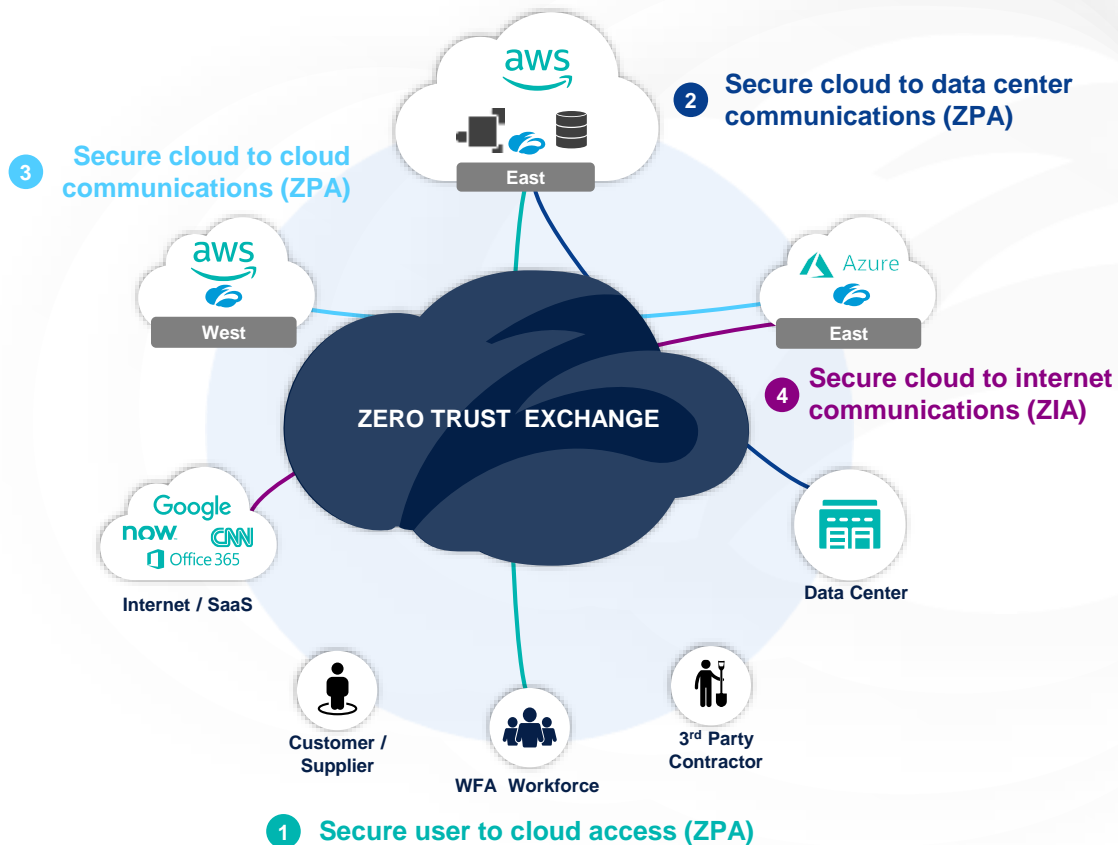 aws
East
2 Secure cloud to data center
communications (ZPA)
3 Secure cloud to cloud
communications (ZPA)
aws
West
Azure
East
4 Secure cloud to internet
communications (ZIA)
ZERO TRUST EXCHANGE
Google
now
CNN
Office 365
Internet / SaaS
Data Center
Customer /
Supplier
WFA Workforce
3rd Party
Contractor
1 Secure user to cloud access (ZPA)